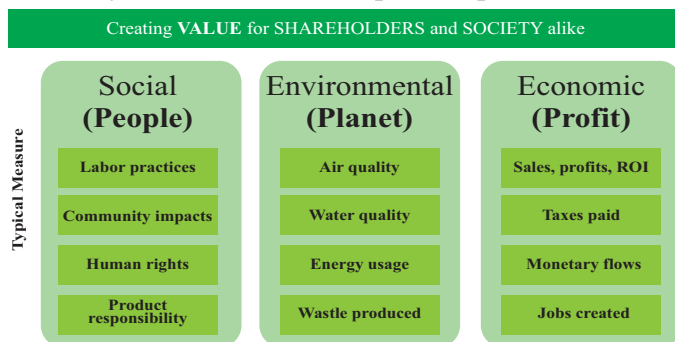 Creating VALUE for SHAREHOLDERS and SOCIETY alike
Social
(People)
Labor practices
Community impacts
Human rights
Product
responsibility
Environmental
(Planet)
Air quality
Water quality
Energy usage
Wastle produced
Economic
(Profit)
Sales, profits, ROI
Taxes paid
Monetary flows
Jobs created
Typical Measure